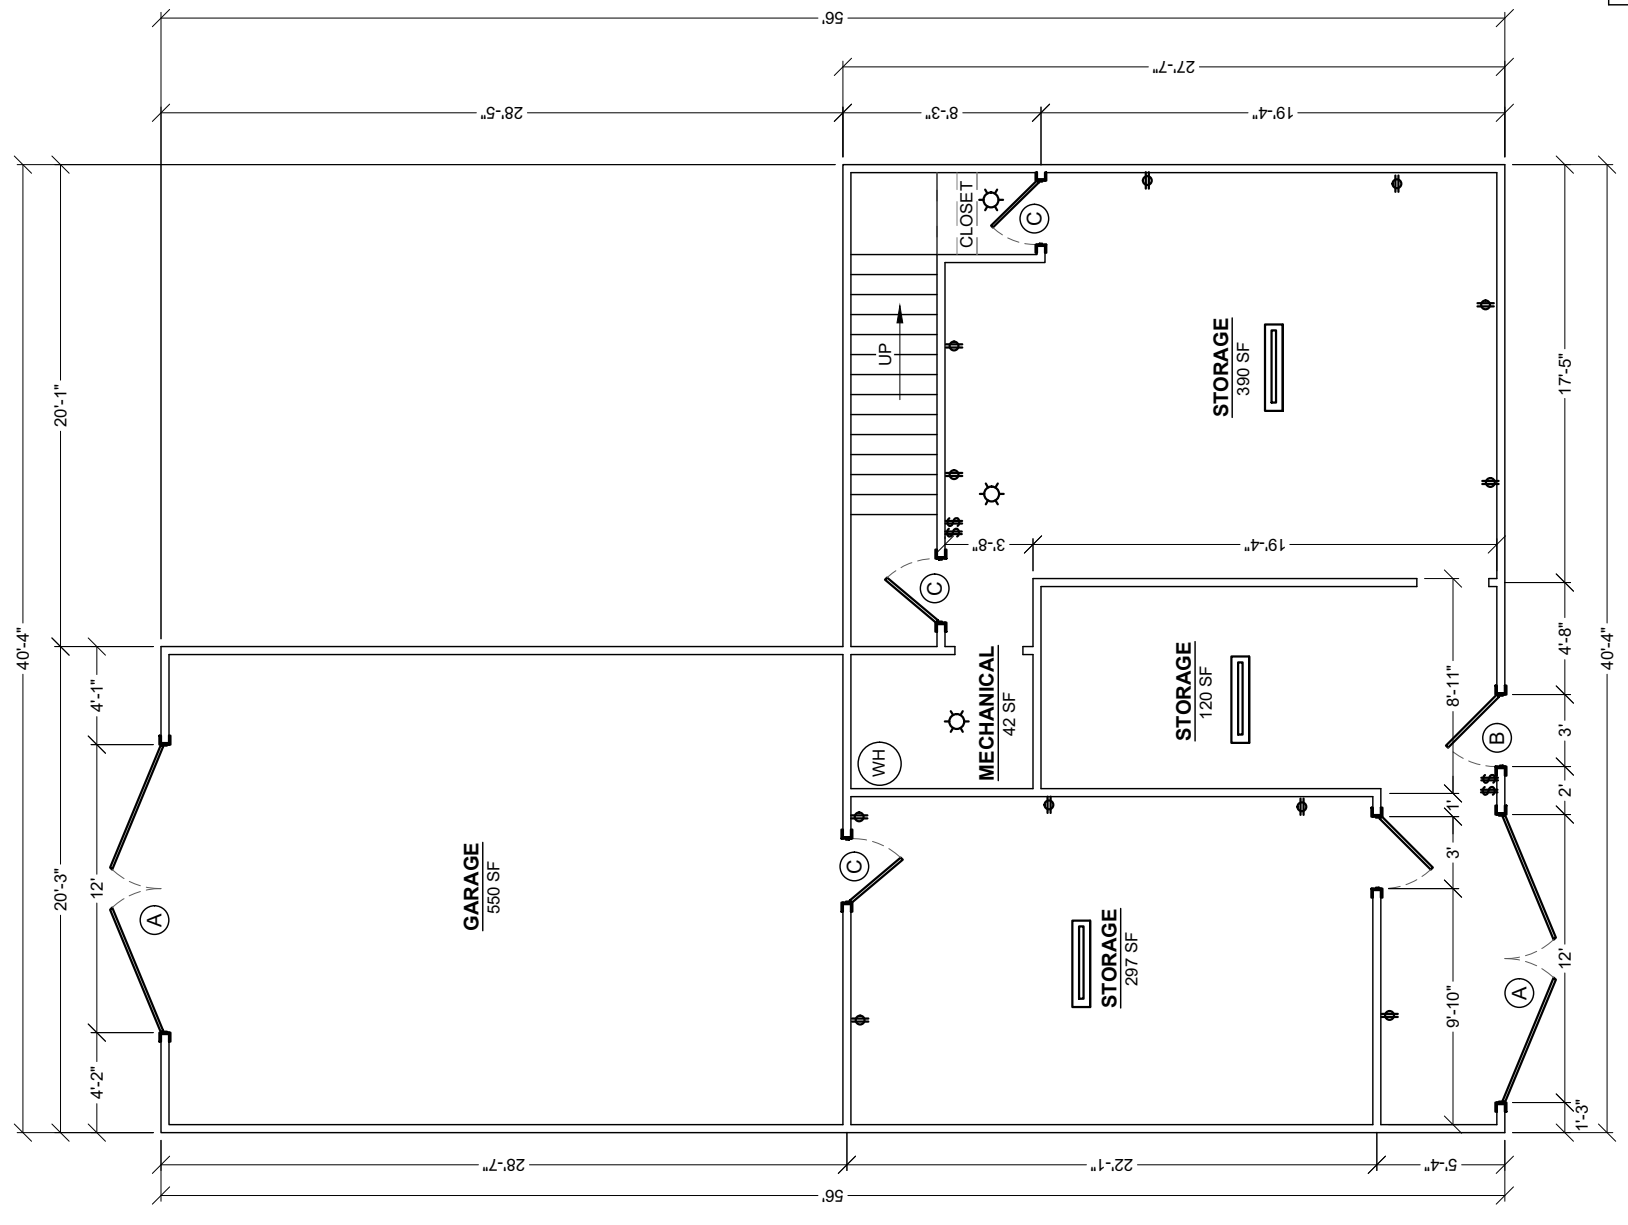 56'
27'-7"
28'-5"
8'-3"
19'-4"
40'-4"
20'-1"
20'-3"
4'-1"
12'
4'-2"
CLOSET
C
UP
STORAGE
390 SF
17'-5"
$$
3'-8"
19'-4"
C
MECHANICAL
42 SF
WH
STORAGE
120 SF
8'-11"
4'-8"
40'-4"
B
3'
$$
2'
1'
3'
GARAGE
550 SF
A
C
STORAGE
297 SF
9'-10"
12'
A
1'-3"
28'-7"
22'-1"
5'-4"
56'